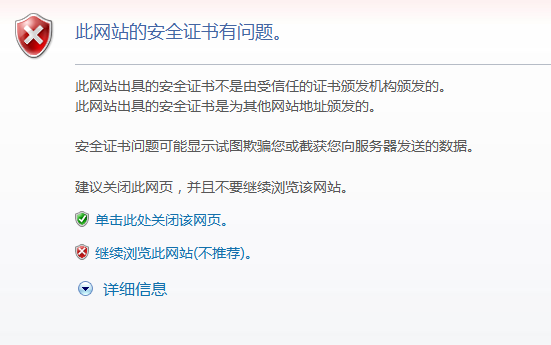 此网站的安全证书有问题。
此网站出具的安全证书不是由受信任的证书颁发机构颁发的。
此网站出具的安全证书是为其他网站地址颁发的。
安全证书问题可能显示试图欺骗您或截获您向服务器发送的数据。
建议关闭此网页，并且不要继续浏览该网站。
单击此处关闭该网页。
继续浏览此网站(不推荐)。
详细信息